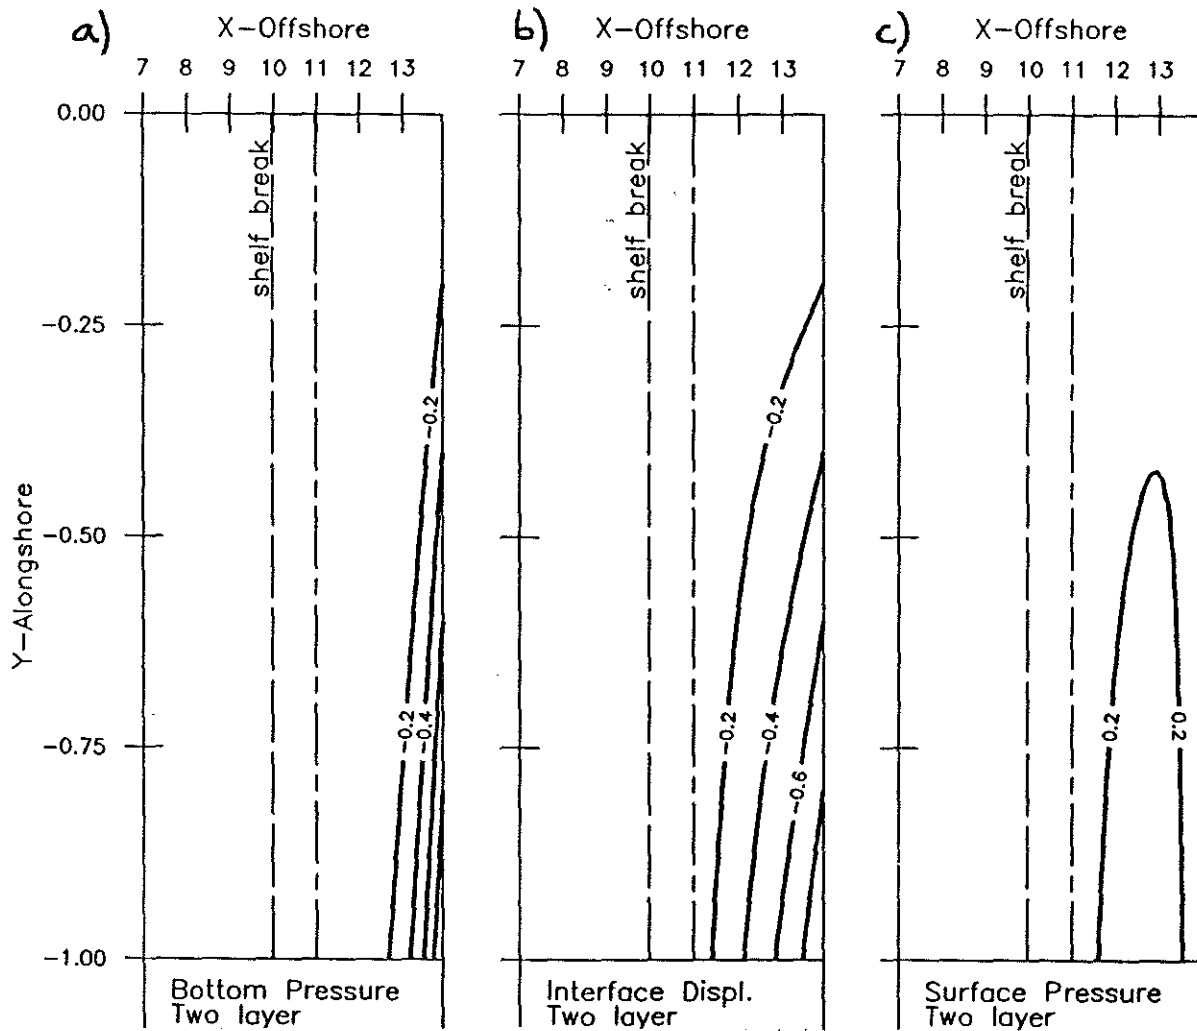 a)
X-Offshore
7 8 9 10 11 12 13
0.00
-0.25
-0.50
-0.75
-1.00
Y-Alongshore
shelf break
-0.2
-0.2
-0.4
Bottom Pressure
Two layer
b)
X-Offshore
7 8 9 10 11 12 13
shelf break
-0.2
-0.2
-0.4
-0.6
Interface Displ.
Two layer
c)
X-Offshore
7 8 9 10 11 12 13
shelf break
0.2
0.2
Surface Pressure
Two layer